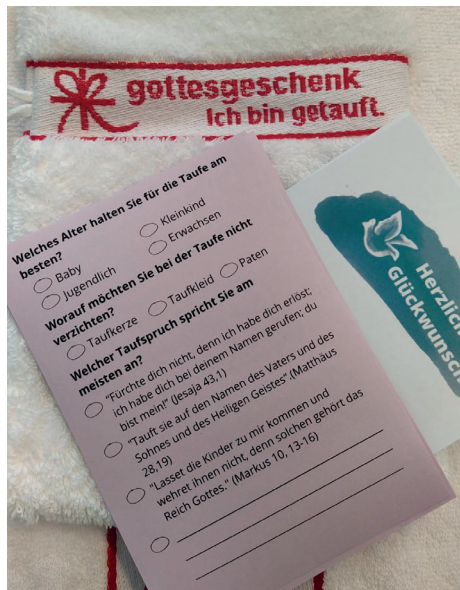 gottesgeschenk
Ich bin getauft.
Welches Alter halten Sie für die Taufe am
besten?
Baby
Kleinkind
Jugendlich
Erwachsen
Worauf möchten Sie bei der Taufe nicht
verzichten?
Taufkerze
Taufkleid
Paten
Welcher Taufspruch spricht Sie am
meisten an?
"Fürchte dich nicht, denn ich habe dich erlöst;
ich habe dich bei deinem Namen gerufen; du
bist mein!" (Jesaja 43,1)
"Tauft sie auf den Namen des Vaters und des
Sohnes und des Heiligen Geistes".(Matthäus
28,19)
"Lasset die Kinder zu mir kommen und
wehret ihnen nicht, denn solchen gehört das
Reich Gottes." (Markus 10, 13-16)
Herzlich
Glückwunsch